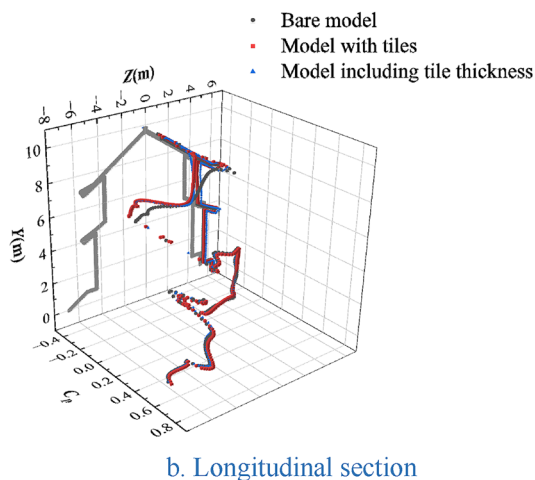 Bare model
Model with tiles
Model including tile thickness
Z(m)
-8 -6 -4 -2 0 2 4 6
10
8
6
4
2
0
Y(m)
-0.4 -0.2 0.0 0.2 0.4 0.6 0.8
Cp
b. Longitudinal section